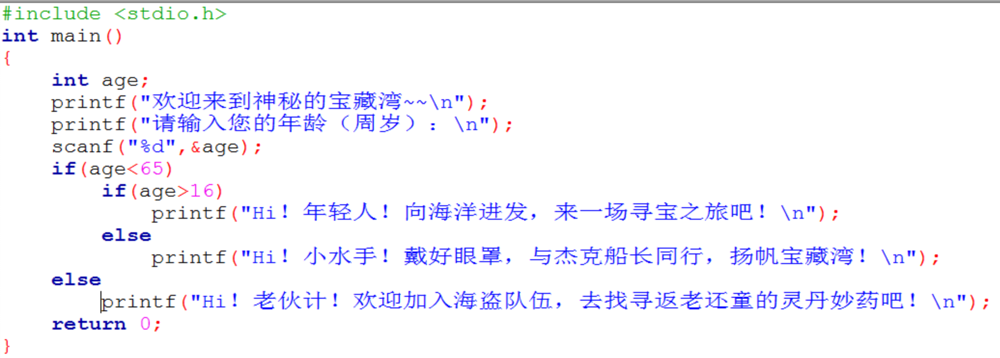 #include <stdio.h>
int main()
{
    int age;
    printf("欢迎来到神秘的宝藏湾~~\n");
    printf("请输入您的年龄（周岁）：\n");
    scanf("%d",&age);
    if(age<65)
        if(age>16)
            printf("Hi！年轻人！向海洋进发，来一场寻宝之旅吧！\n");
        else
            printf("Hi！小水手！戴好眼罩，与杰克船长同行，扬帆宝藏湾！\n");
    else
        printf("Hi！老伙计！欢迎加入海盗队伍，去找寻返老还童的灵丹妙药吧！\n");
    return 0;
}